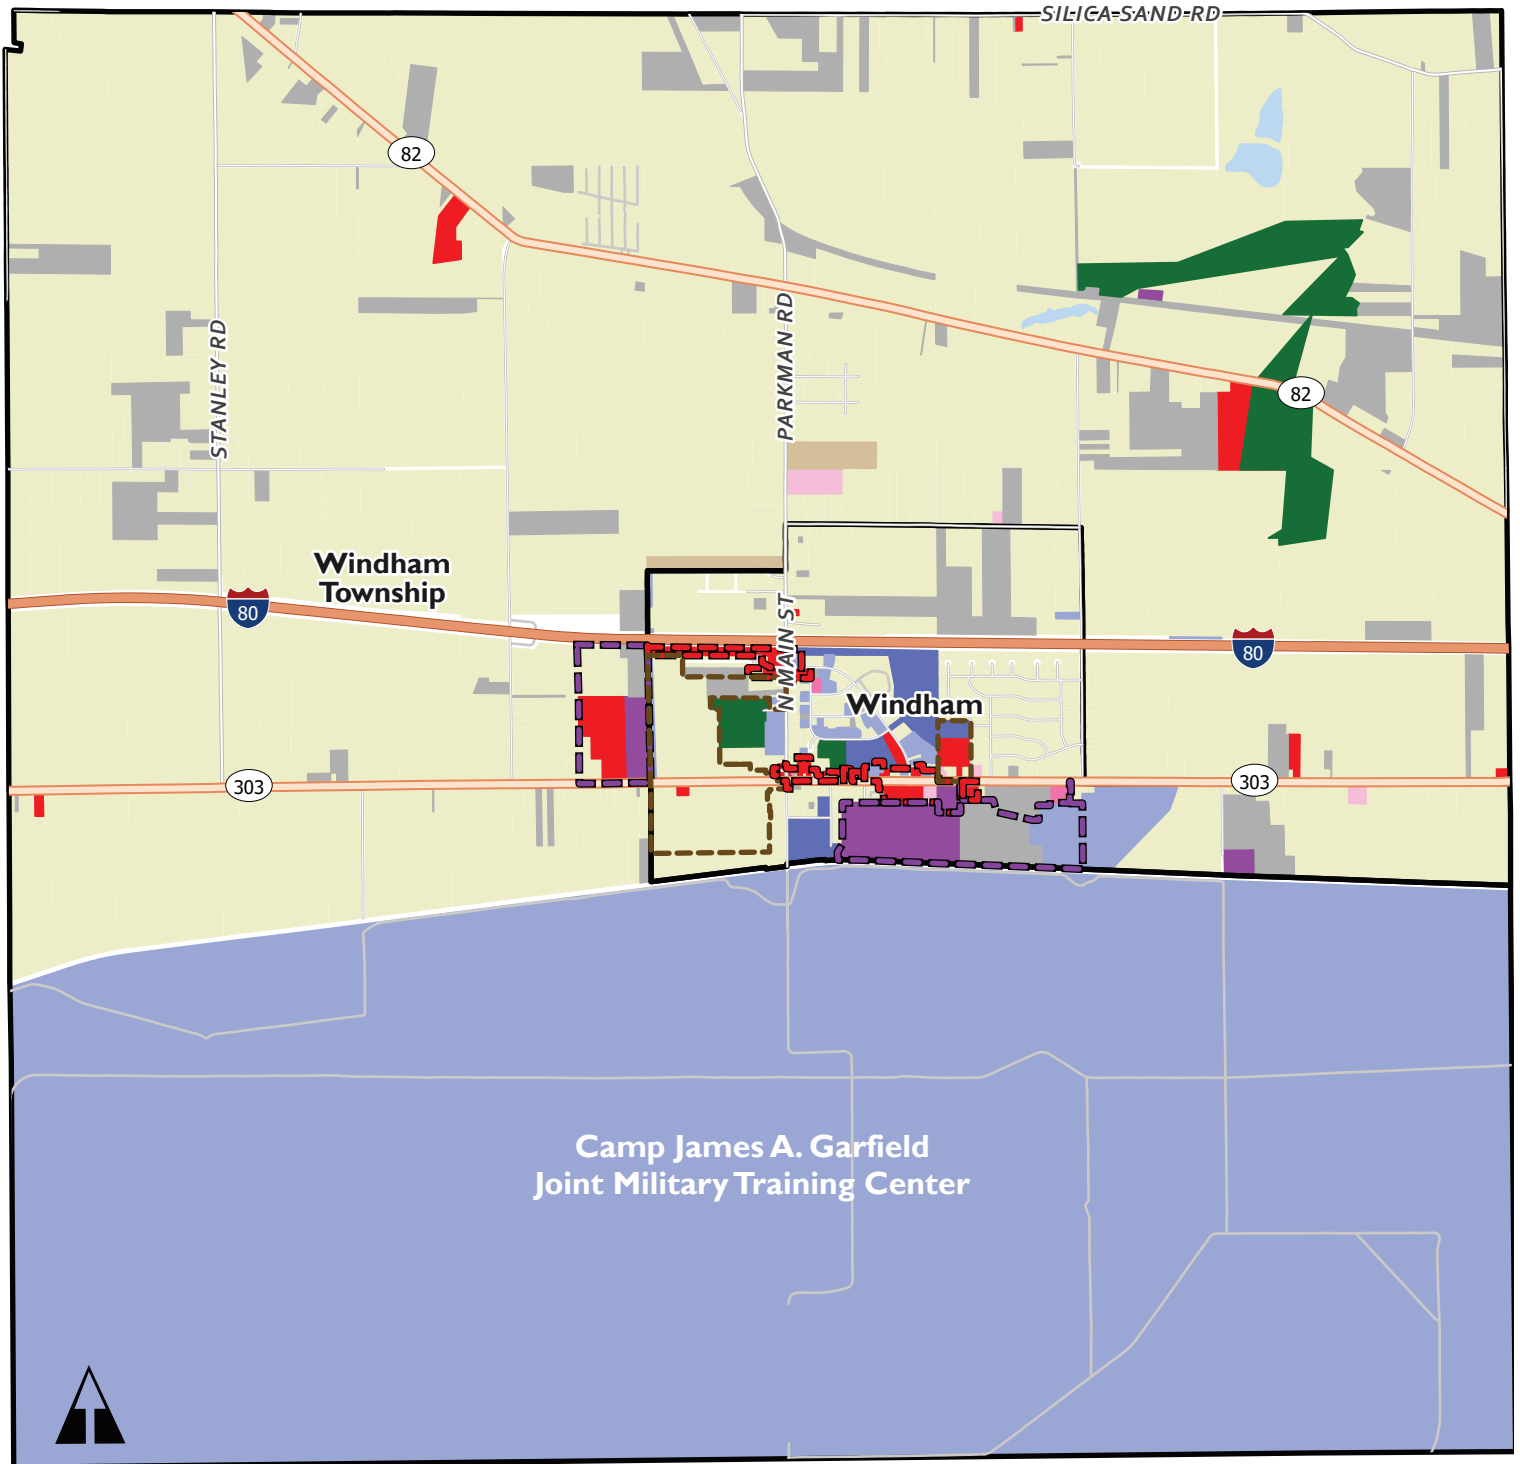 SILICA SAND RD
82
STANLEY RD
PARKMAN RD
82
Windham
Township
80
N MAIN ST
80
Windham
303
303
Camp James A. Garfield
Joint Military Training Center